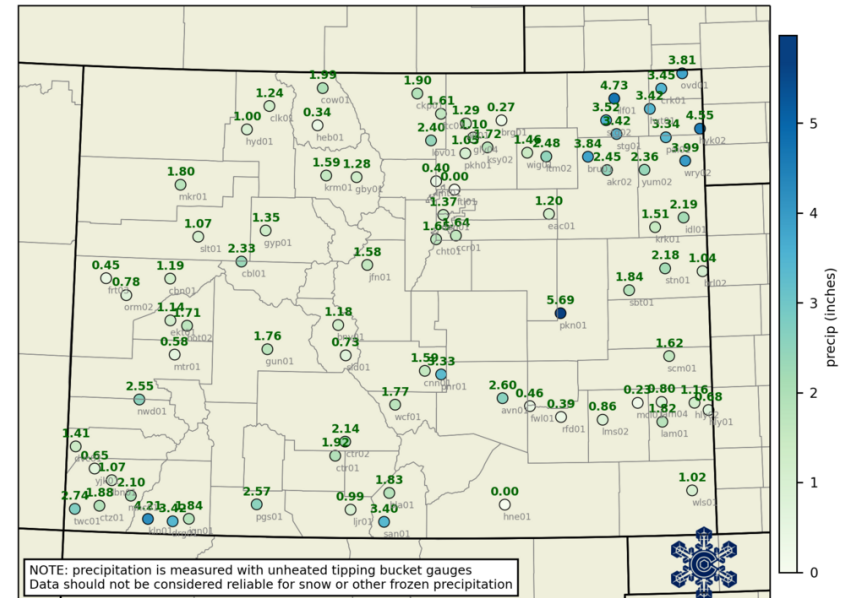 3.81
ovd01
1.99
cow01
1.90
3.45
crk01
4.73
1.24
clk01
1.61
3.42
1.00
hyd01
0.34
heb01
1.29
0.27
3.52
3.42
stg01
4.55
2.40
1.10
1.72
ksy02
3.34
1.05
pkh01
1.46
wig01
2.48
3.84
2.45
akr02
2.36
yum02
3.99
wry02
1.80
mkr01
1.59
krm01
1.28
gby01
0.40
0.00
1.20
eac01
1.37
1.07
slt01
1.35
gyp01
1.64
cht01
1.51
krk01
2.19
idl01
2.33
cbl01
1.58
jfn01
0.45
0.78
orm02
1.19
2.18
stn01
1.04
1.84
sbt01
1.14
1.71
1.18
5.69
pkn01
0.58
mtr01
1.76
gun01
0.73
1.62
scm01
2.55
nwd01
1.77
wcf01
2.60
avn01
0.46
fwl01
0.39
rfd01
0.86
lms02
0.23
0.80
1.16
0.68
1.82
lam01
1.41
2.14
ctr02
1.92
ctr01
0.65
1.07
2.10
2.74
twc01
1.88
ctz01
4.21
3.42
1.84
2.57
pgs01
0.99
ljr01
1.83
3.40
san01
0.00
hne01
1.02
wls01
NOTE: precipitation is measured with unheated tipping bucket gauges
Data should not be considered reliable for snow or other frozen precipitation
5
4
3
2
1
0
precip (inches)